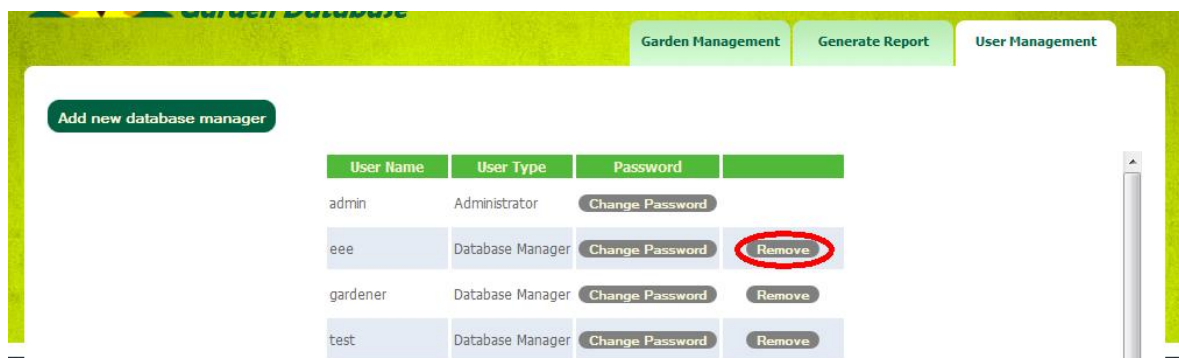 Garden Database
Garden Management Generate Report User Management
Add new database manager
User Name User Type Password
admin Administrator Change Password
eee Database Manager Change Password Remove
gardener Database Manager Change Password Remove
test Database Manager Change Password Remove